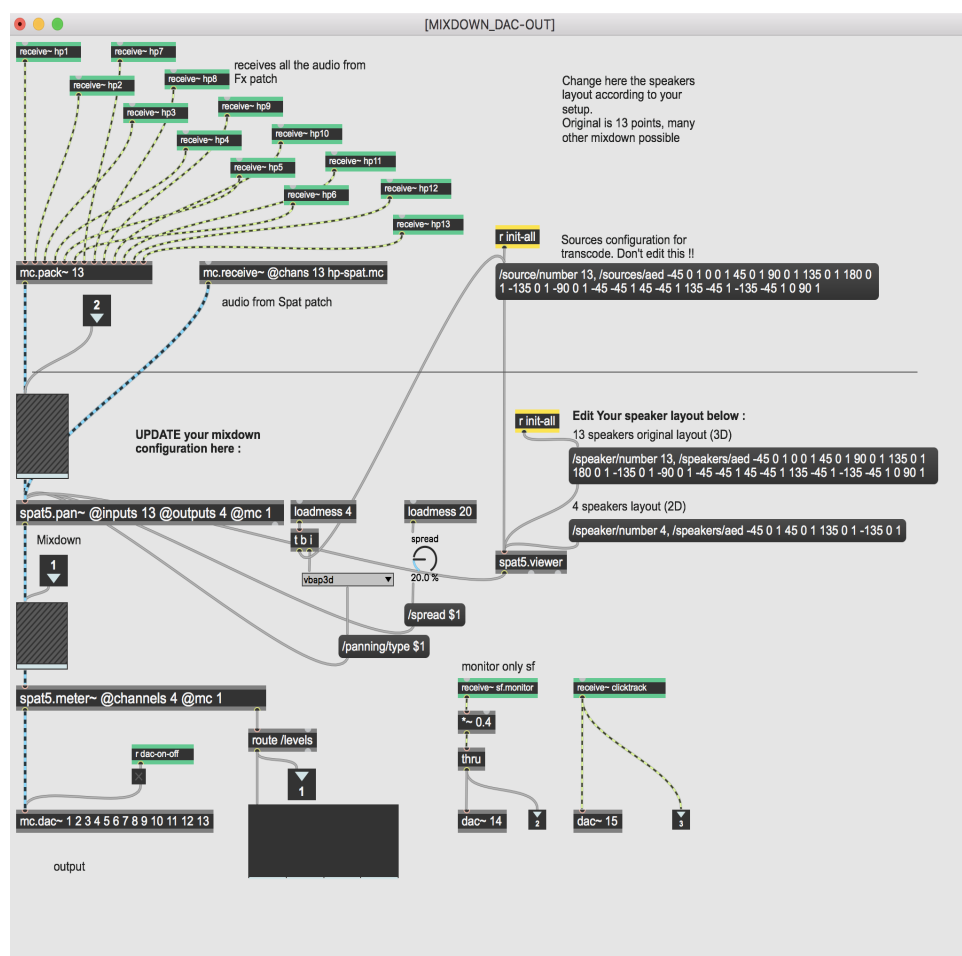 [MIXDOWN_DAC-OUT]
receive~ hp1
receive~ hp7
receive~ hp2
receive~ hp8
receives all the audio from
Fx patch
receive~ hp3
receive~ hp9
receive~ hp4
receive~ hp10
receive~ hp5
receive~ hp11
receive~ hp6
receive~ hp12
receive~ hp13
Change here the speakers
layout according to your
setup.
Original is 13 points, many
other mixdown possible
mc.pack~ 13
mc.receive~ @chans 13 hp-spat.mc
audio from Spat patch
2
r init-all
Sources configuration for
transcode. Don't edit this !!
/source/number 13, /sources/aed -45 0 1 0 0 1 45 0 1 90 0 1 135 0 1 180 0
1 -135 0 1 -90 0 1 -45 -45 1 45 -45 1 135 -45 1 -135 -45 1 0 90 1
UPDATE your mixdown
configuration here :
r init-all
Edit Your speaker layout below :
13 speakers original layout (3D)
/speaker/number 13, /speakers/aed -45 0 1 0 0 1 45 0 1 90 0 1 135 0 1
180 0 1 -135 0 1 -90 0 1 -45 -45 1 45 -45 1 135 -45 1 -135 -45 1 0 90 1
4 speakers layout (2D)
/speaker/number 4, /speakers/aed -45 0 1 45 0 1 135 0 1 -135 0 1
spat5.viewer
spat5.pan~ @inputs 13 @outputs 4 @mc 1
loadmess 4
loadmess 20
t b i
spread
20.0 %
vbap3d
/spread $1
/panning/type $1
Mixdown
1
spat5.meter~ @channels 4 @mc 1
route /levels
1
r dac-on-off
mc.dac~ 1 2 3 4 5 6 7 8 9 10 11 12 13
output
monitor only sf
receive~ sf.monitor
*~ 0.4
thru
dac~ 14
2
receive~ clicktrack
dac~ 15
3